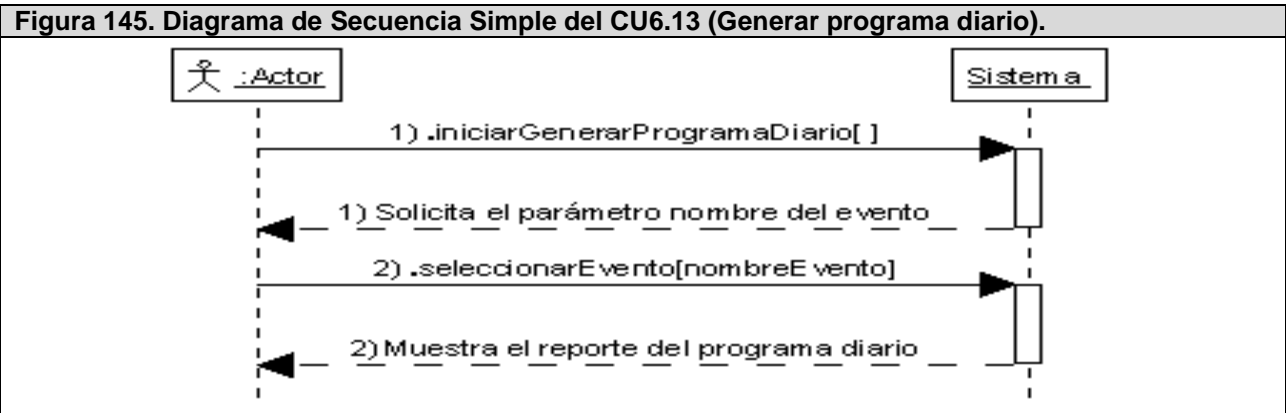 Figura 145. Diagrama de Secuencia Simple del CU6.13 (Generar programa diario).
:Actor
Sistema
1) .iniciarGenerarProgramaDiario[ ]
1) Solicita el parámetro nombre del evento
2) .seleccionarEvento[nombreEvento]
2) Muestra el reporte del programa diario